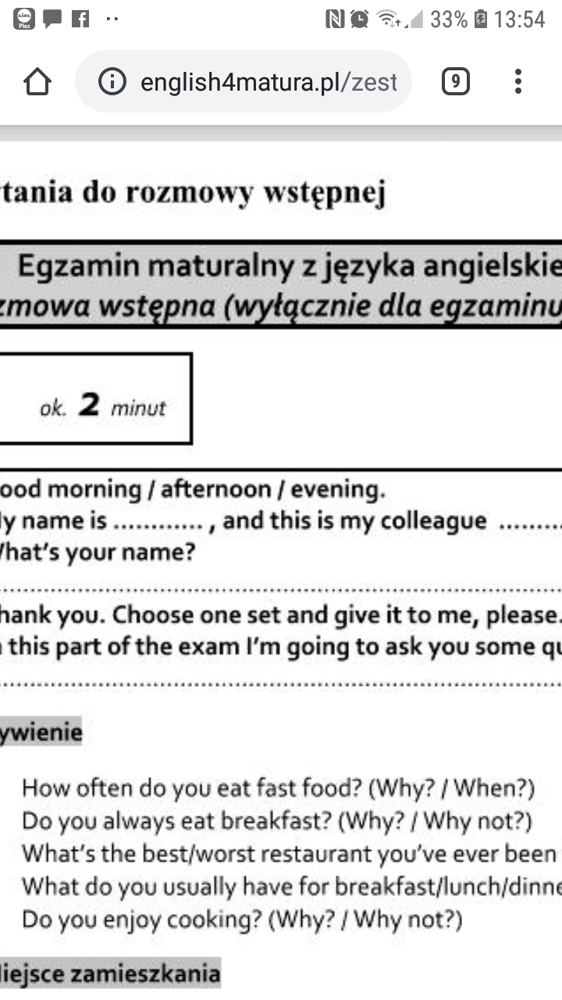 Plus
33% 13:54
english4matura.pl/zest
9
tania do rozmowy wstępnej
Egzamin maturalny z języka angielskie
zmowa wstępna (wyłącznie dla egzaminu
ok. 2 minut
ood morning / afternoon / evening.
y name is ............ , and this is my colleague .........
hat's your name?
hank you. Choose one set and give it to me, please.
this part of the exam I'm going to ask you some qu
ywienie
How often do you eat fast food? (Why? / When?)
Do you always eat breakfast? (Why? / Why not?)
What's the best/worst restaurant you've ever been
What do you usually have for breakfast/lunch/dinne
Do you enjoy cooking? (Why? / Why not?)
iejsce zamieszkania